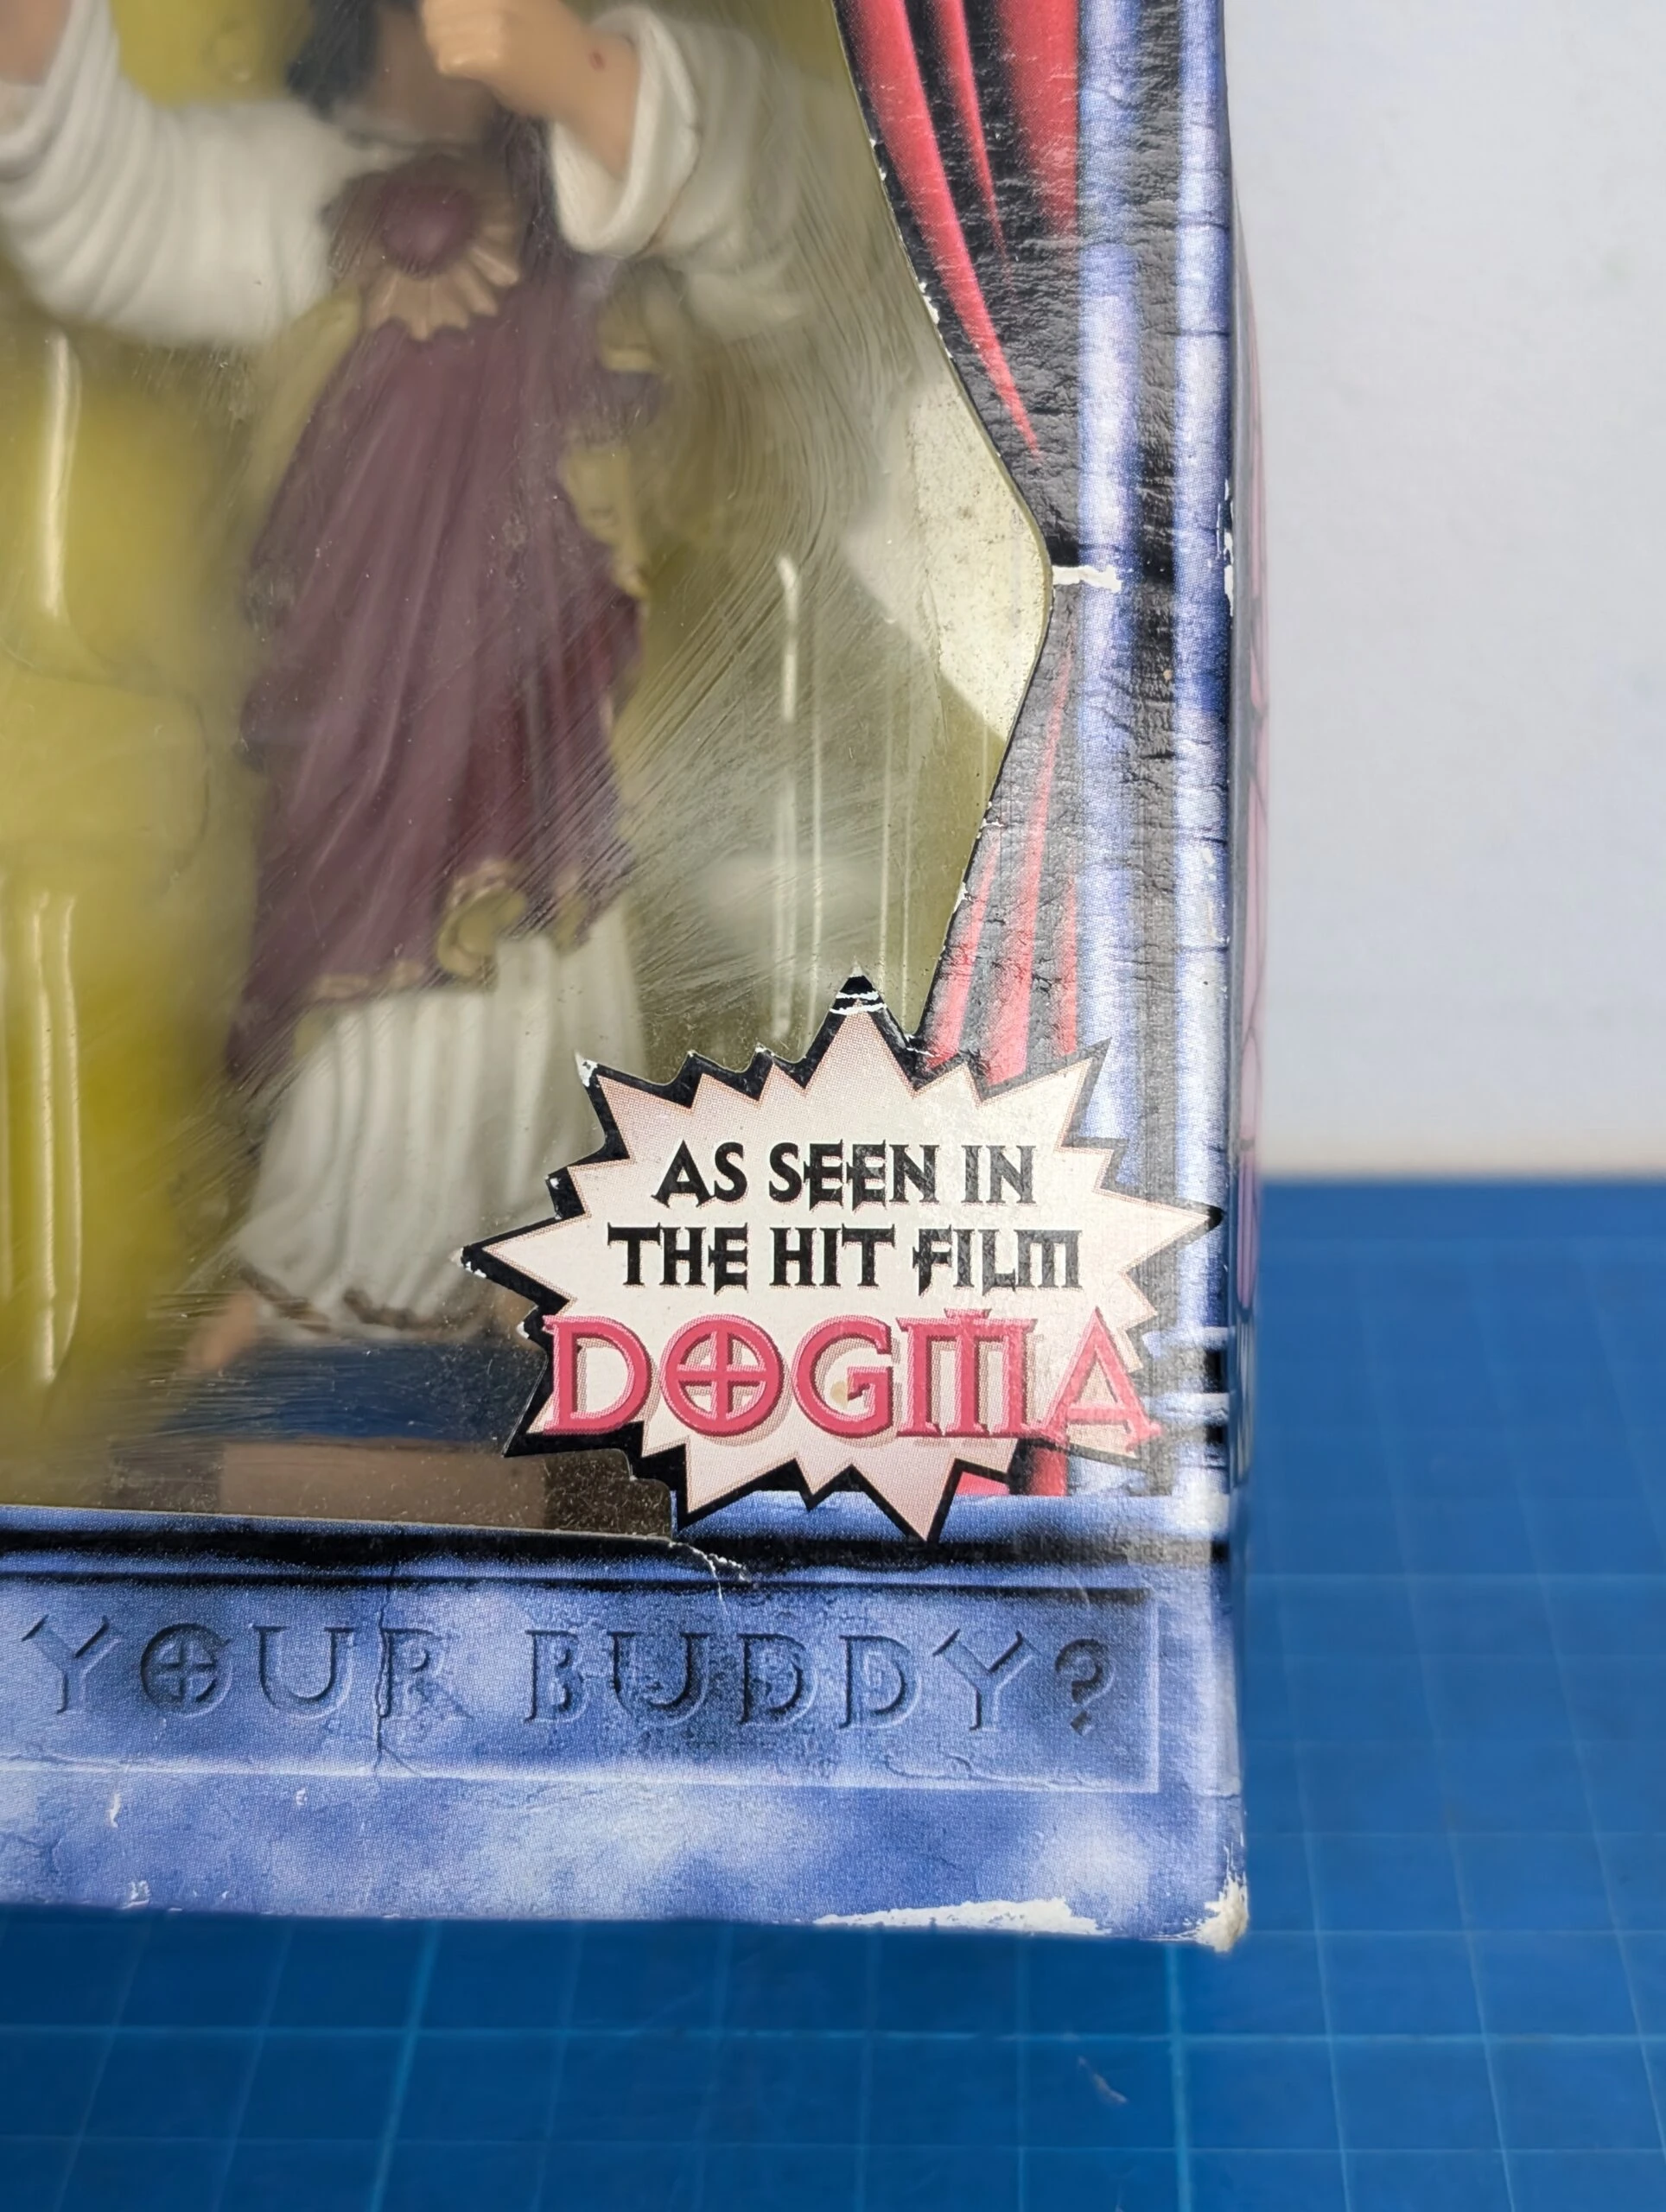 AS SEEN IN
THE HIT FILM
DOGMA
YOUR BUDDY?